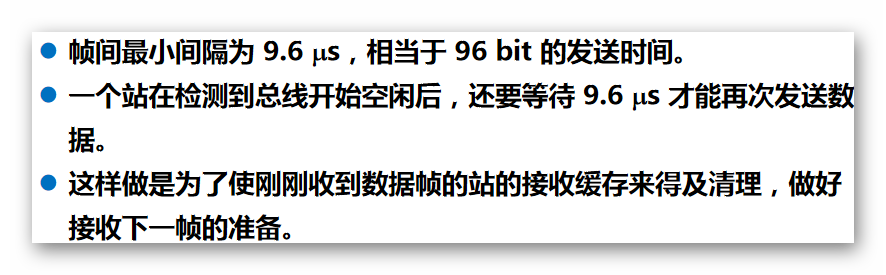 ● 帧间最小间隔为 9.6 μs，相当于 96 bit 的发送时间。
● 一个站在检测到总线开始空闲后，还要等待 9.6 μs 才能再次发送数
据。
● 这样做是为了使刚刚收到数据帧的站的接收缓存来得及清理，做好
接收下一帧的准备。